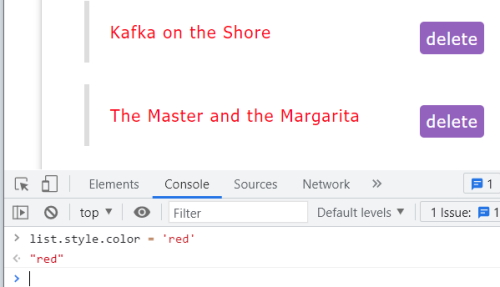 Kafka on the Shore
delete
The Master and the Margarita
delete
Elements Console Sources Network » 1
top ▼ Filter Default levels ▼ 1 Issue: 1
> list.style.color = 'red'
<· "red"
>